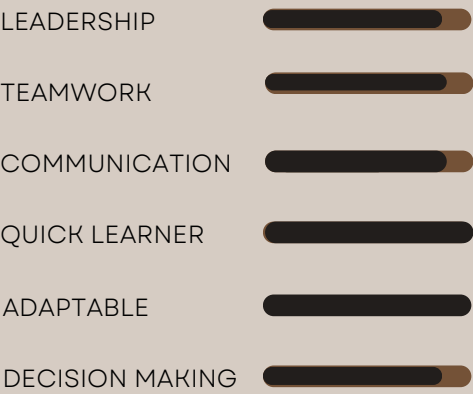 LEADERSHIP
TEAMWORK
COMMUNICATION
QUICK LEARNER
ADAPTABLE
DECISION MAKING